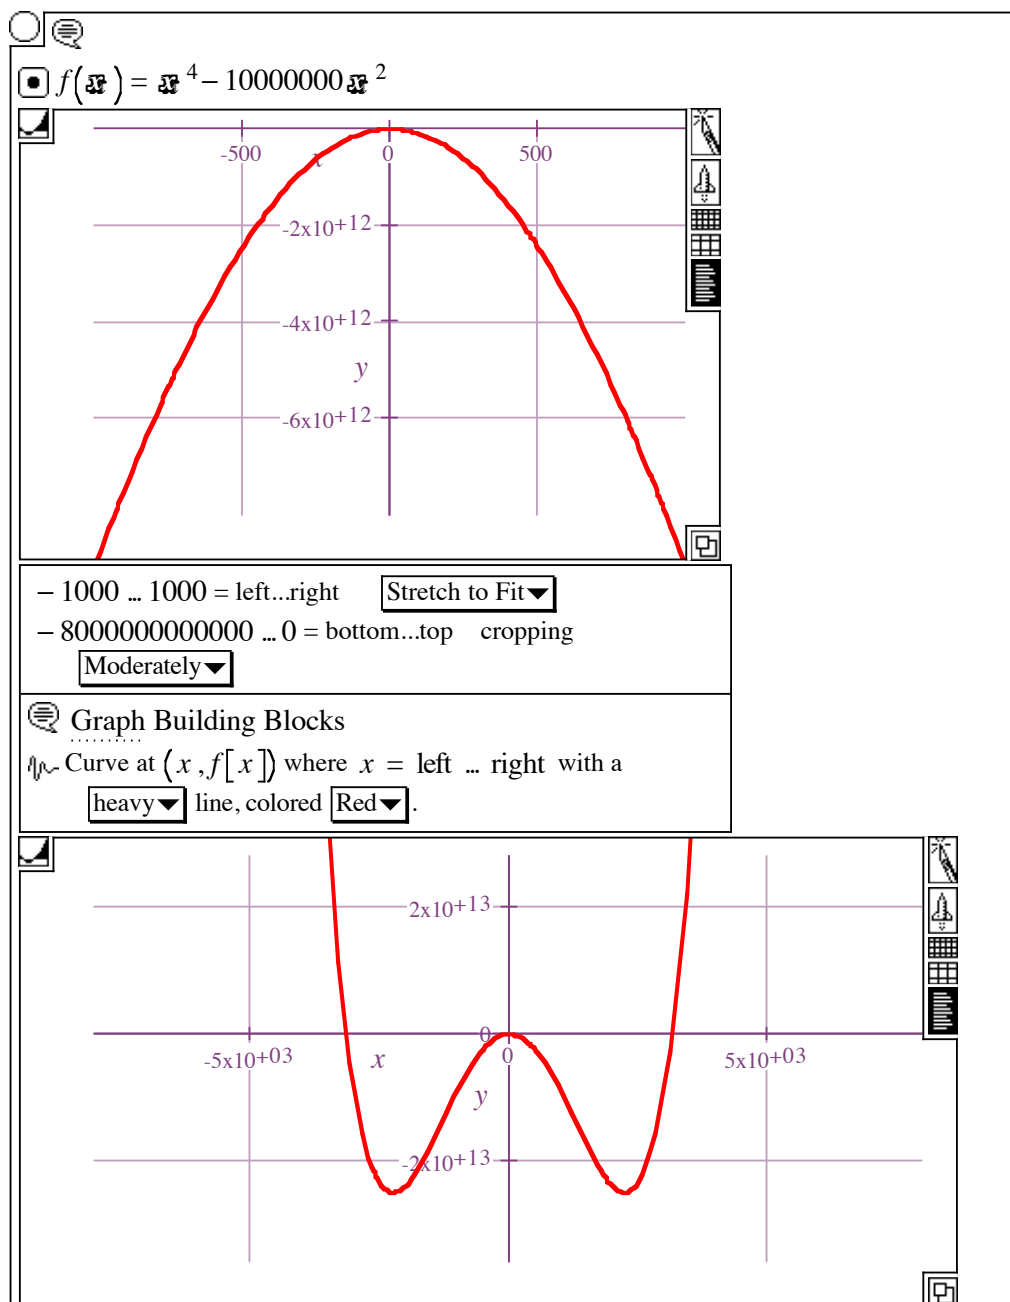 f(x) = x⁴ – 10000000x²
-500 x 0 500
-2x10+12
-4x10+12
y
-6x10+12
– 1000 ... 1000 = left...right Stretch to Fit
– 8000000000000 ... 0 = bottom...top cropping
Moderately
Graph Building Blocks
Curve at (x, f[x]) where x = left ... right with a
heavy line, colored Red.
2x10+13
0
-5x10+03 x 0 5x10+03
y
-2x10+13